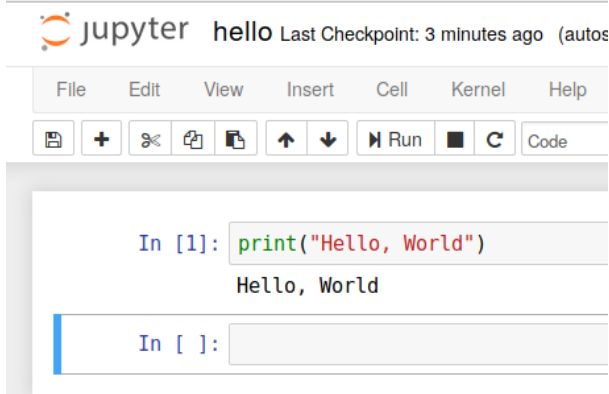 jupyter hello Last Checkpoint: 3 minutes ago (autos
File Edit View Insert Cell Kernel Help
Run Code
In [1]: print("Hello, World")
Hello, World
In [ ]: